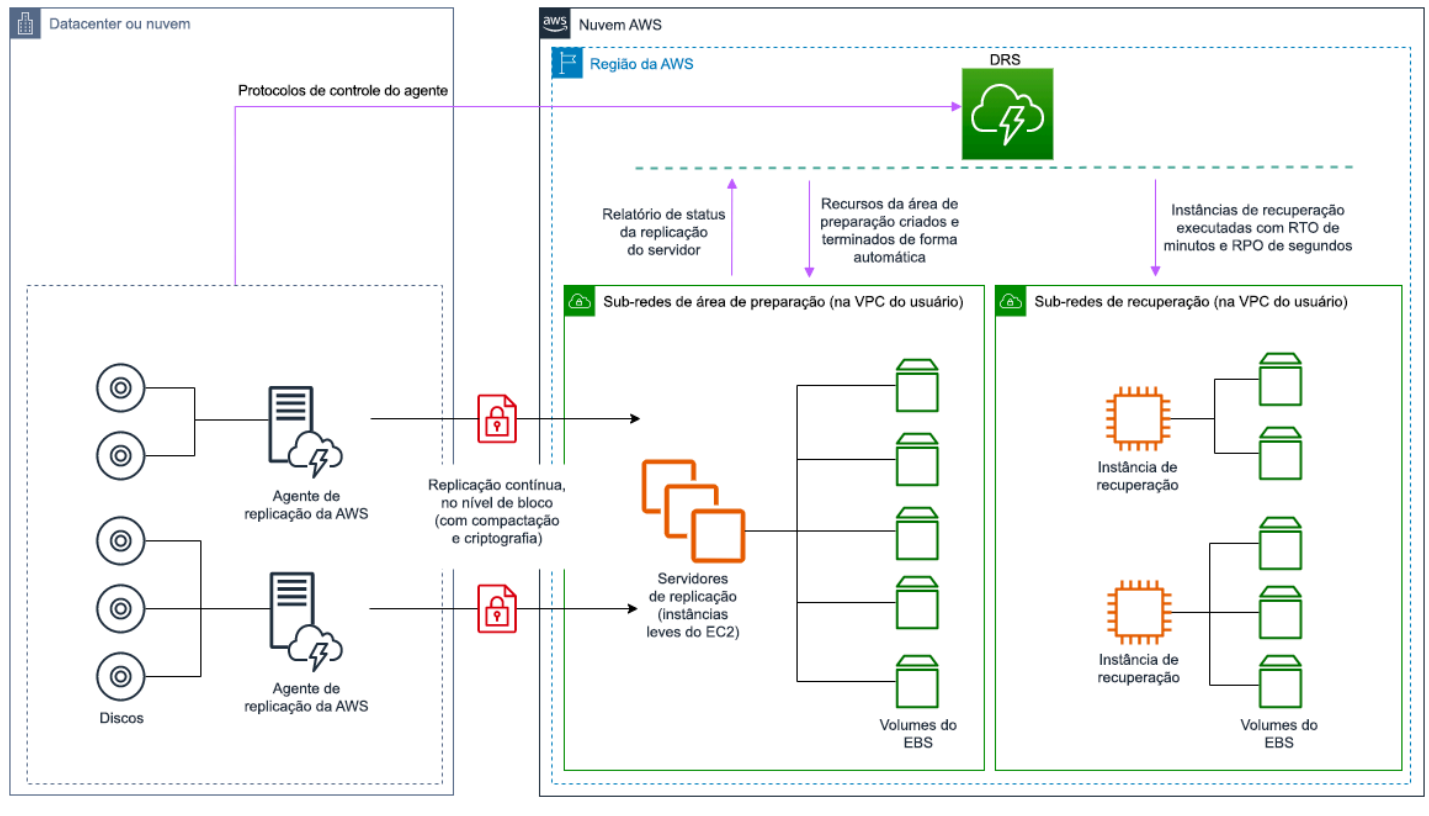 Datacenter ou nuvem
aws
Nuvem AWS
Região da AWS
DRS
Protocolos de controle do agente
Relatório de status
da replicação
do servidor
Recursos da área de
preparação criados e
terminados de forma
automática
Instâncias de recuperação
executadas com RTO de
minutos e RPO de segundos
Sub-redes de área de preparação (na VPC do usuário)
Sub-redes de recuperação (na VPC do usuário)
Agente de
replicação da AWS
Replicação contínua,
no nível de bloco
(com compactação
e criptografia)
Instância de
recuperação
Servidores
de replicação
(instâncias
leves do EC2)
Agente de
replicação da AWS
Discos
Instância de
recuperação
Volumes do
EBS
Volumes do
EBS